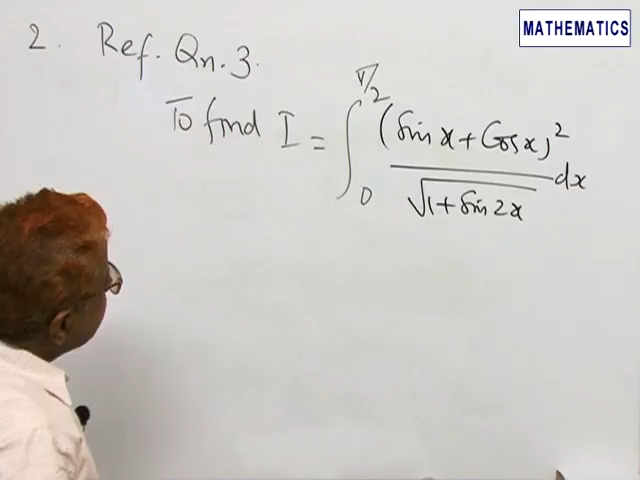 MATHEMATICS
2. Ref. Qn. 3.
To find I = ∫₀^{π/2} (Sin x + Cos x)² / √(1 + Sin 2x) dx